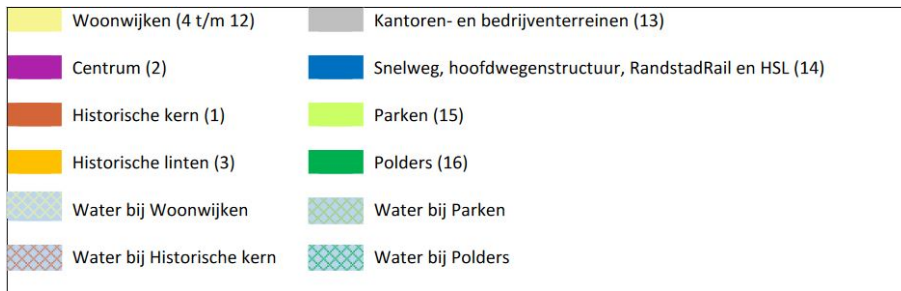 Woonwijken (4 t/m 12)
Centrum (2)
Historische kern (1)
Historische linten (3)
Water bij Woonwijken
Water bij Historische kern
Kantoren- en bedrijventerreinen (13)
Snelweg, hoofdwegenstructuur, RandstadRail en HSL (14)
Parken (15)
Polders (16)
Water bij Parken
Water bij Polders